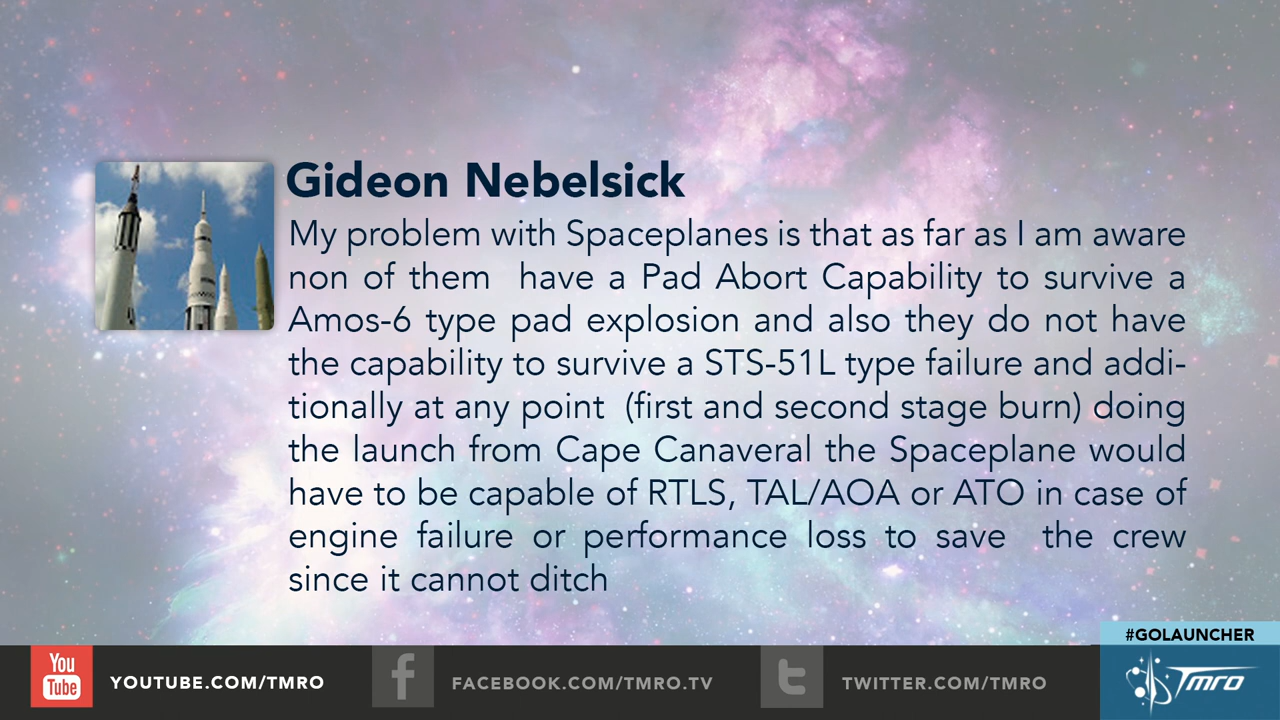 Gideon Nebelsick
My problem with Spaceplanes is that as far as I am aware
non of them have a Pad Abort Capability to survive a
Amos-6 type pad explosion and also they do not have
the capability to survive a STS-51L type failure and addi-
tionally at any point (first and second stage burn) doing
the launch from Cape Canaveral the Spaceplane would
have to be capable of RTLS, TAL/AOA or ATO in case of
engine failure or performance loss to save the crew
since it cannot ditch
#GOLAUNCHER
You
Tube
YOUTUBE.COM/TMRO
FACEBOOK.COM/TMRO.TV
TWITTER.COM/TMRO
Tmro